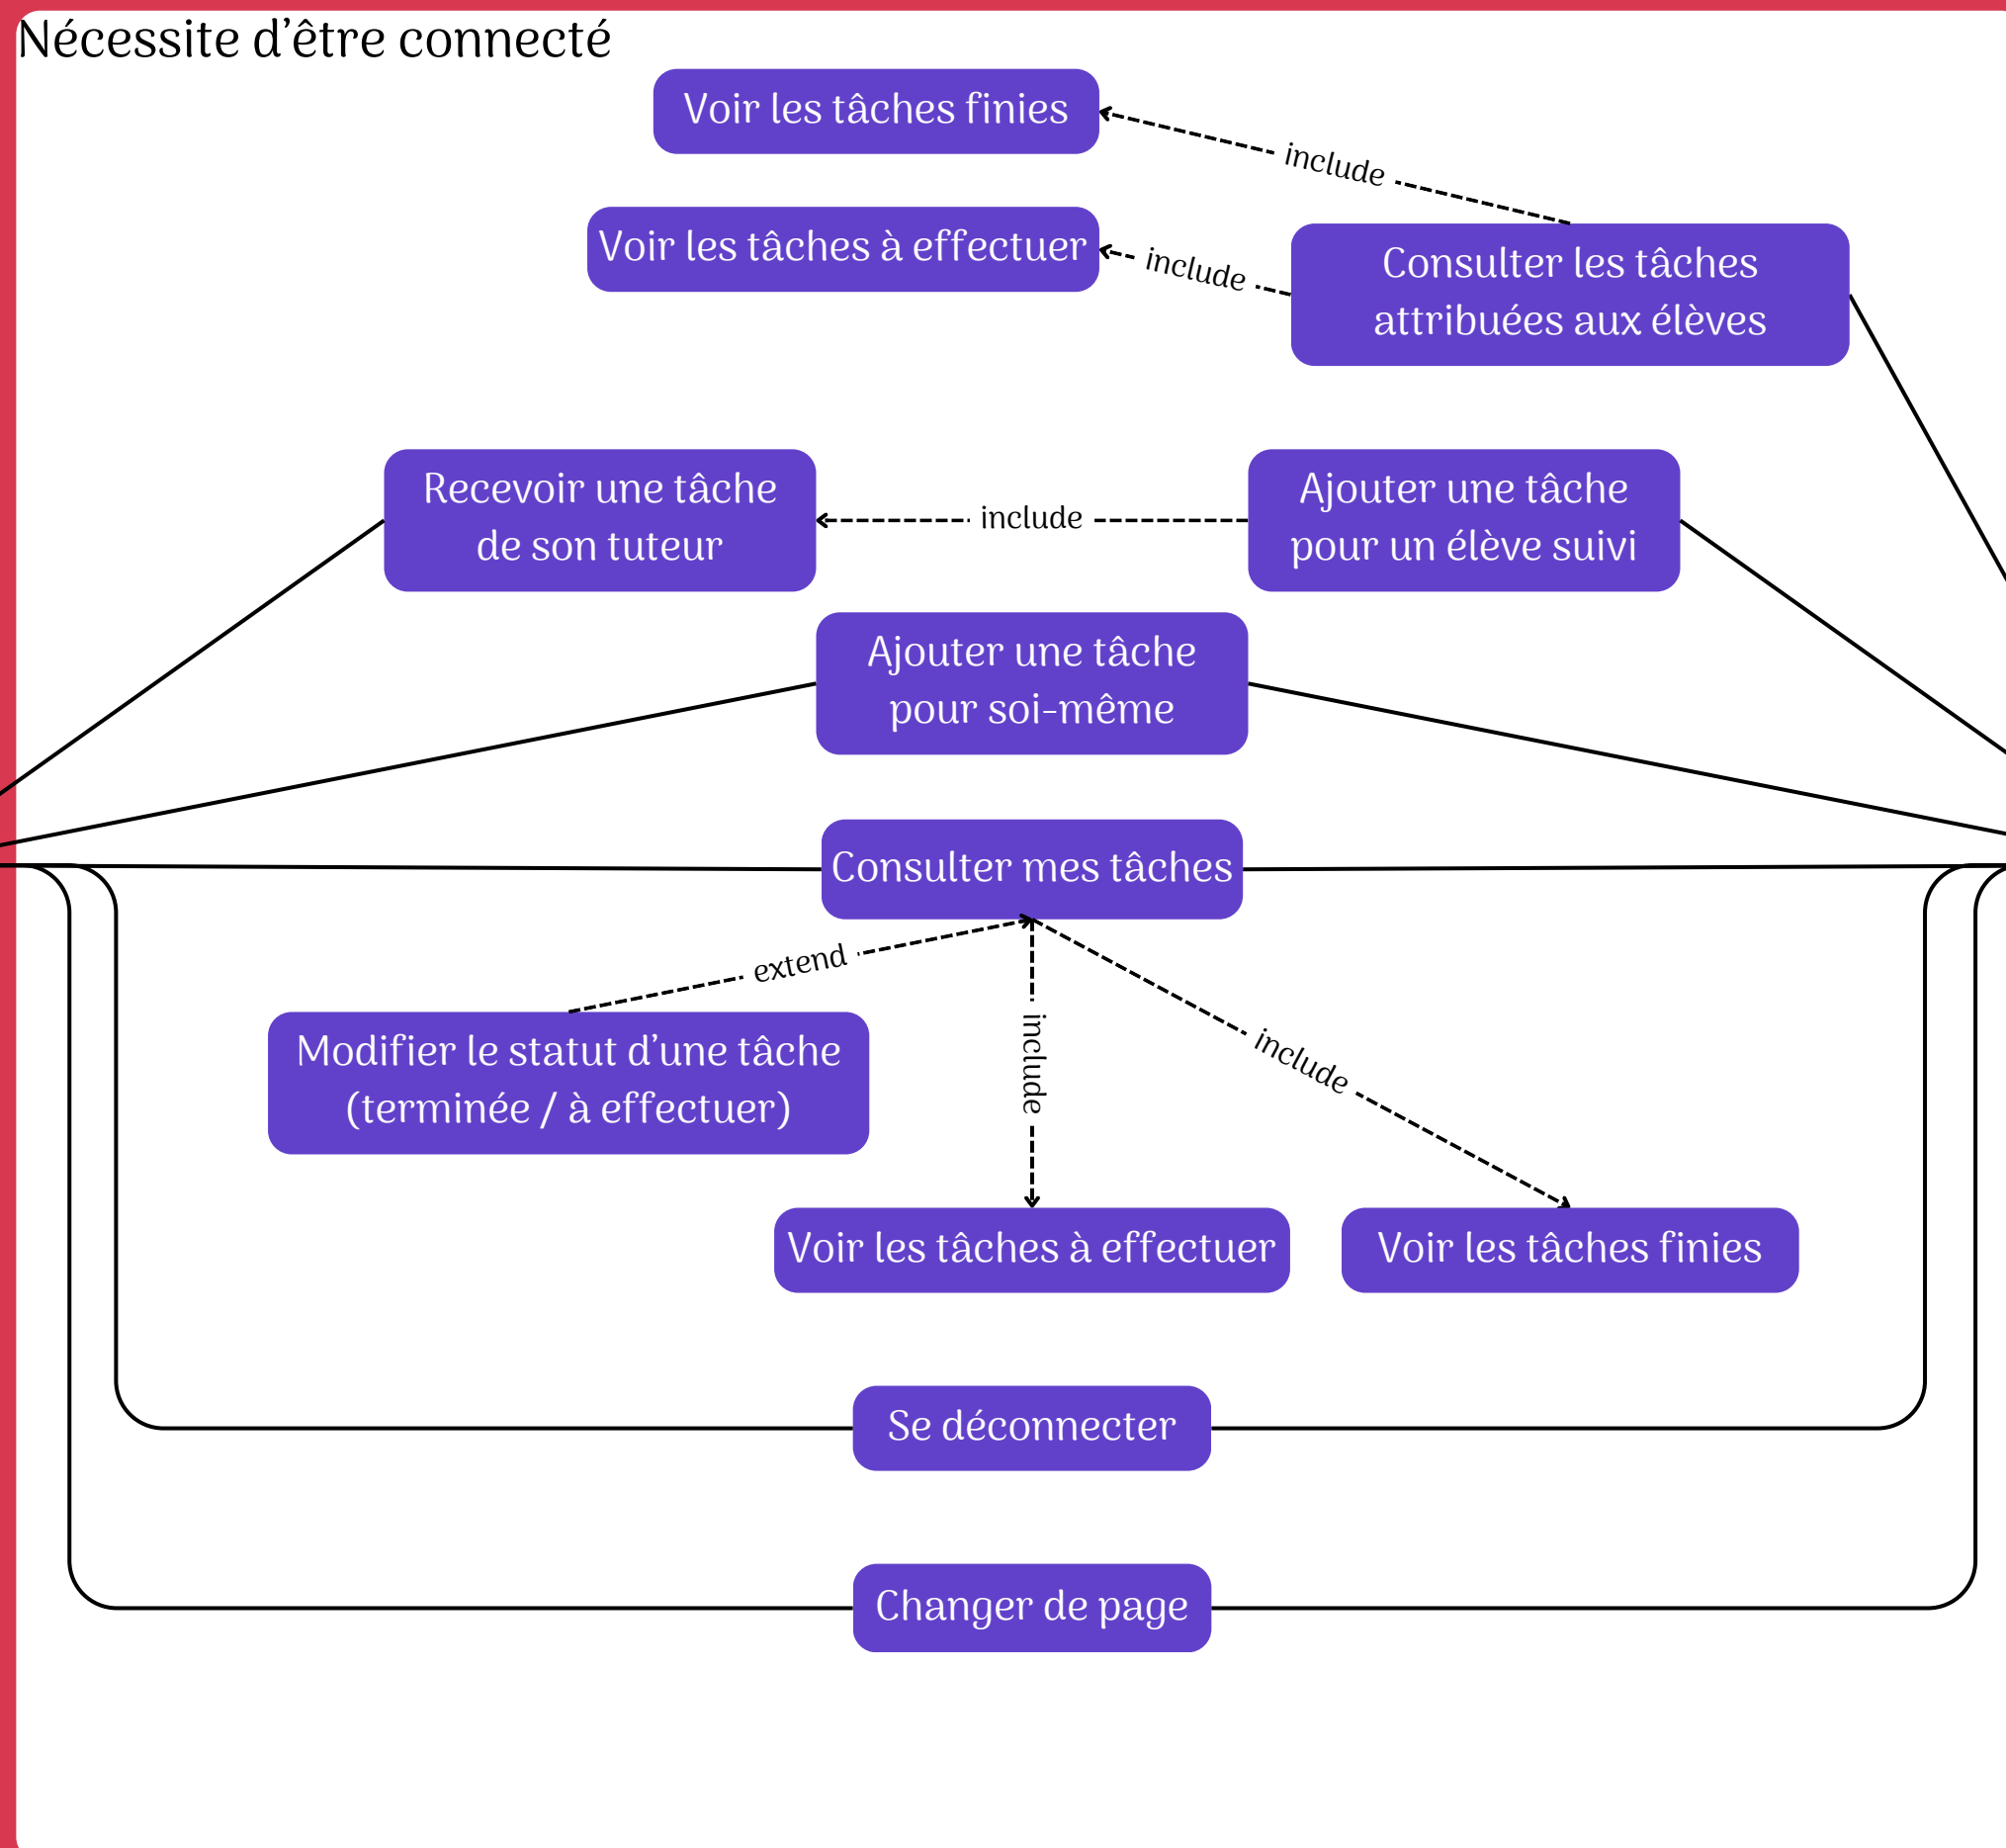 Nécessite d’être connecté
Voir les tâches finies
include
Voir les tâches à effectuer
include
Consulter les tâches
attribuées aux élèves
Recevoir une tâche
de son tuteur
include
Ajouter une tâche
pour un élève suivi
Ajouter une tâche
pour soi-même
Consulter mes tâches
extend
include
include
Modifier le statut d’une tâche
(terminée / à effectuer)
Voir les tâches à effectuer
Voir les tâches finies
Se déconnecter
Changer de page